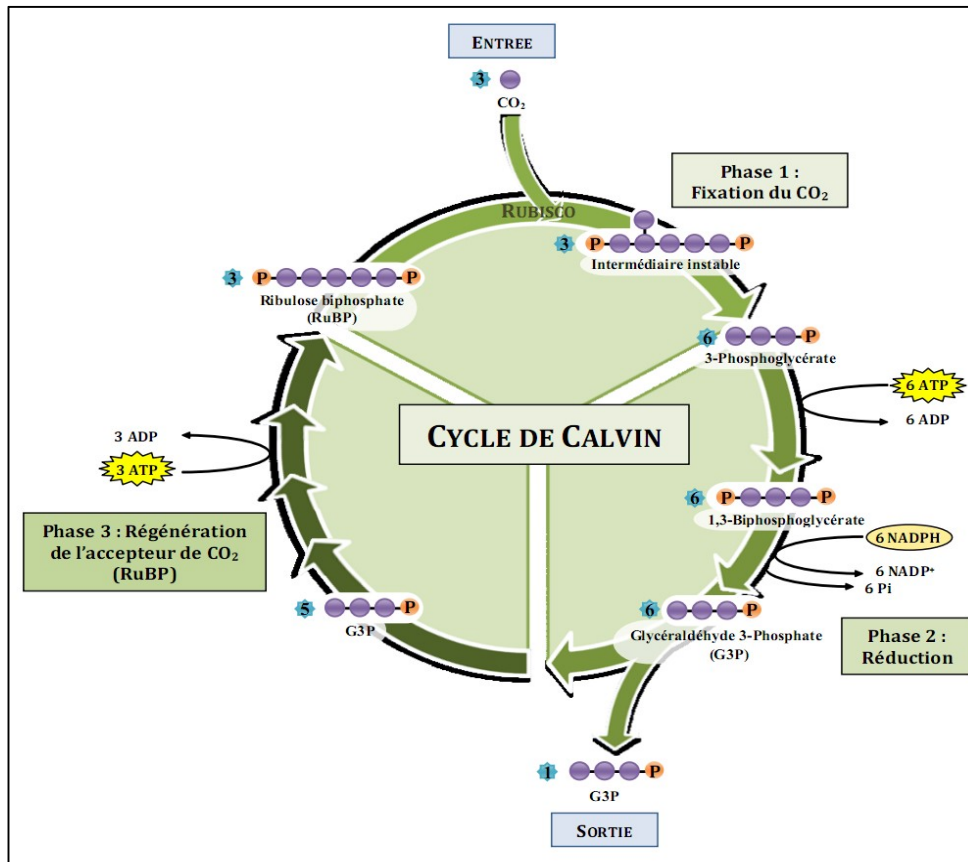 ENTREE
3
CO₂
Phase 1 :
Fixation du CO₂
RUBISCO
3 P P
Intermédiaire instable
3 P P
Ribulose biphosphate
(RuBP)
6 P
3-Phosphoglycérate
6 ATP
6 ADP
CYCLE DE CALVIN
3 ADP
3 ATP
6 P P
1,3-Biphosphoglycérate
Phase 3 : Régénération
de l'accepteur de CO₂
(RuBP)
6 NADPH
6 NADP⁺
6 Pi
5 P
G3P
6 P
Glycéraldéhyde 3-Phosphate
(G3P)
Phase 2 :
Réduction
1 P
G3P
SORTIE